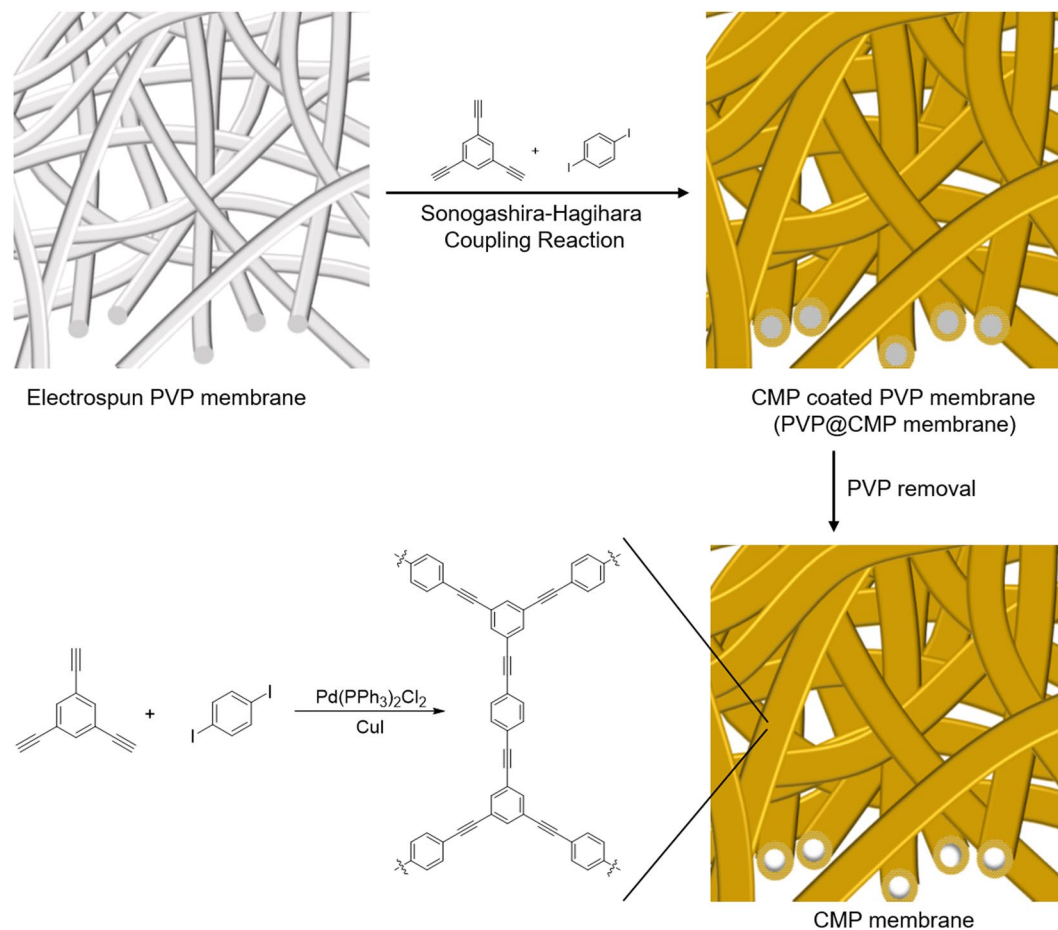 +
I
I
Sonogashira-Hagihara
Coupling Reaction
Electrospun PVP membrane
CMP coated PVP membrane
(PVP@CMP membrane)
PVP removal
+
I
I
Pd(PPh₃)₂Cl₂
CuI
CMP membrane